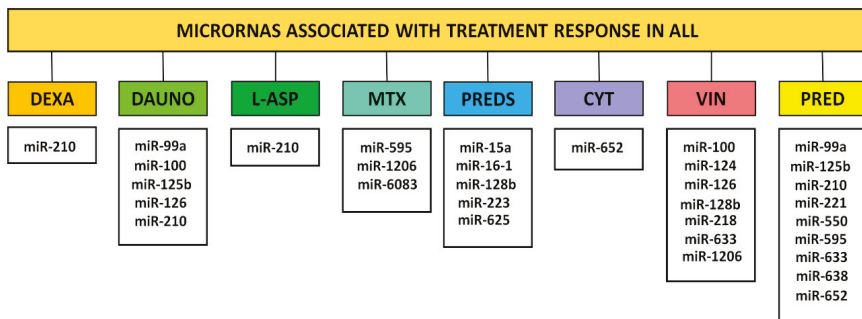 MICRORNAS ASSOCIATED WITH TREATMENT RESPONSE IN ALL
DEXA
miR-210
DAUNO
miR-99a
miR-100
miR-125b
miR-126
miR-210
L-ASP
miR-210
MTX
miR-595
miR-1206
miR-6083
PREDS
miR-15a
miR-16-1
miR-128b
miR-223
miR-625
CYT
miR-652
VIN
miR-100
miR-124
miR-126
miR-128b
miR-218
miR-633
miR-1206
PRED
miR-99a
miR-125b
miR-210
miR-221
miR-550
miR-595
miR-633
miR-638
miR-652